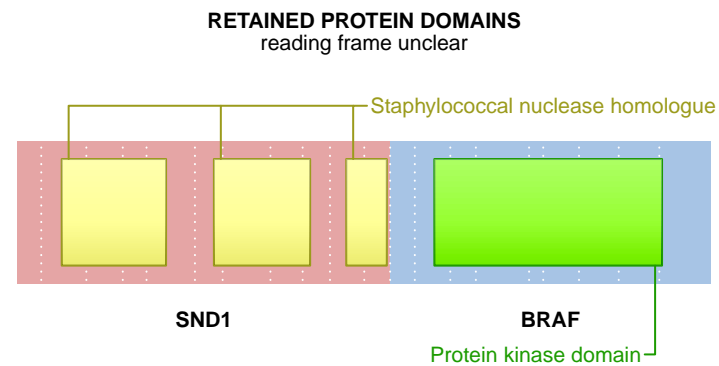 RETAINED PROTEIN DOMAINS
reading frame unclear
Staphylococcal nuclease homologue
SND1
BRAF
Protein kinase domain